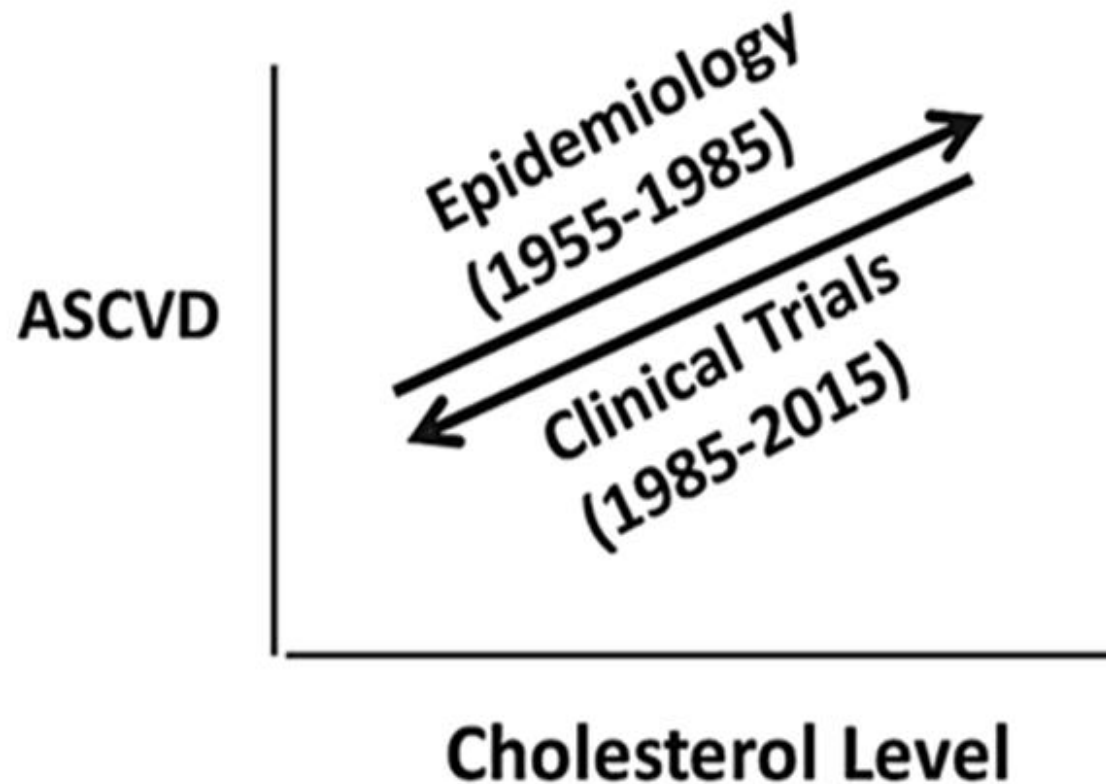 Epidemiology
(1955-1985)
ASCVD
Clinical Trials
(1985-2015)
Cholesterol Level